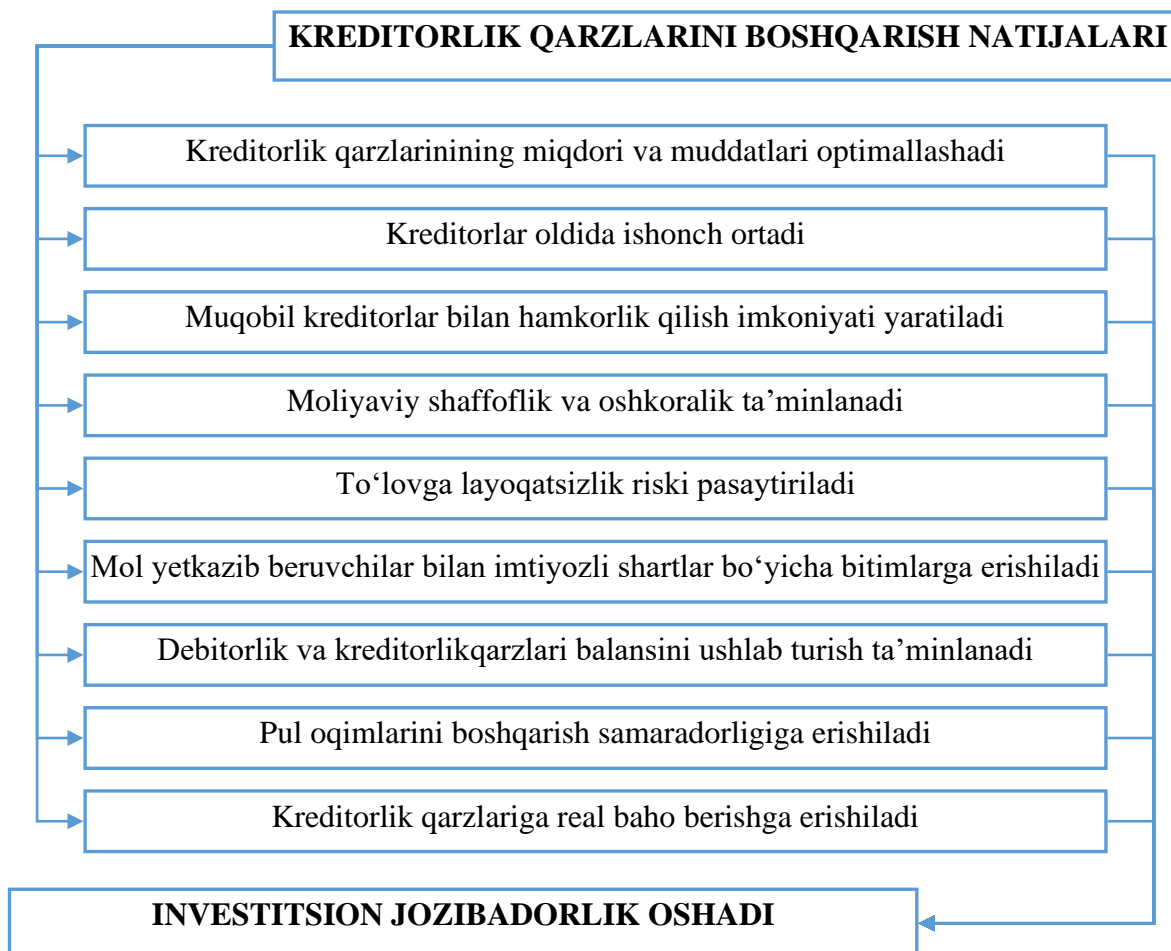 KREDITORLIK QARZLARINI BOSHQARISH NATIJALARI
Kreditorlik qarzlarinining miqdori va muddatlari optimallashadi
Kreditorlar oldida ishonch ortadi
Muqobil kreditorlar bilan hamkorlik qilish imkoniyati yaratiladi
Moliyaviy shaffoflik va oshkoralik ta’minlanadi
To‘lovga layoqatsizlik riski pasaytiriladi
Mol yetkazib beruvchilar bilan imtiyozli shartlar bo‘yicha bitimlarga erishiladi
Debitorlik va kreditorlikqarzlari balansini ushlab turish ta’minlanadi
Pul oqimlarini boshqarish samaradorligiga erishiladi
Kreditorlik qarzlariga real baho berishga erishiladi
INVESTITSION JOZIBADORLIK OSHADI